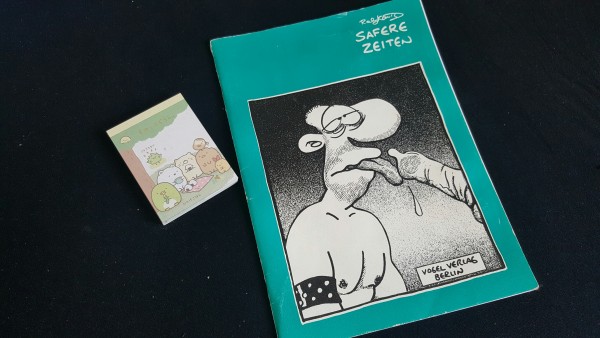 SAFERE
ZEITEN
VOGEL VERLAG
BERLIN